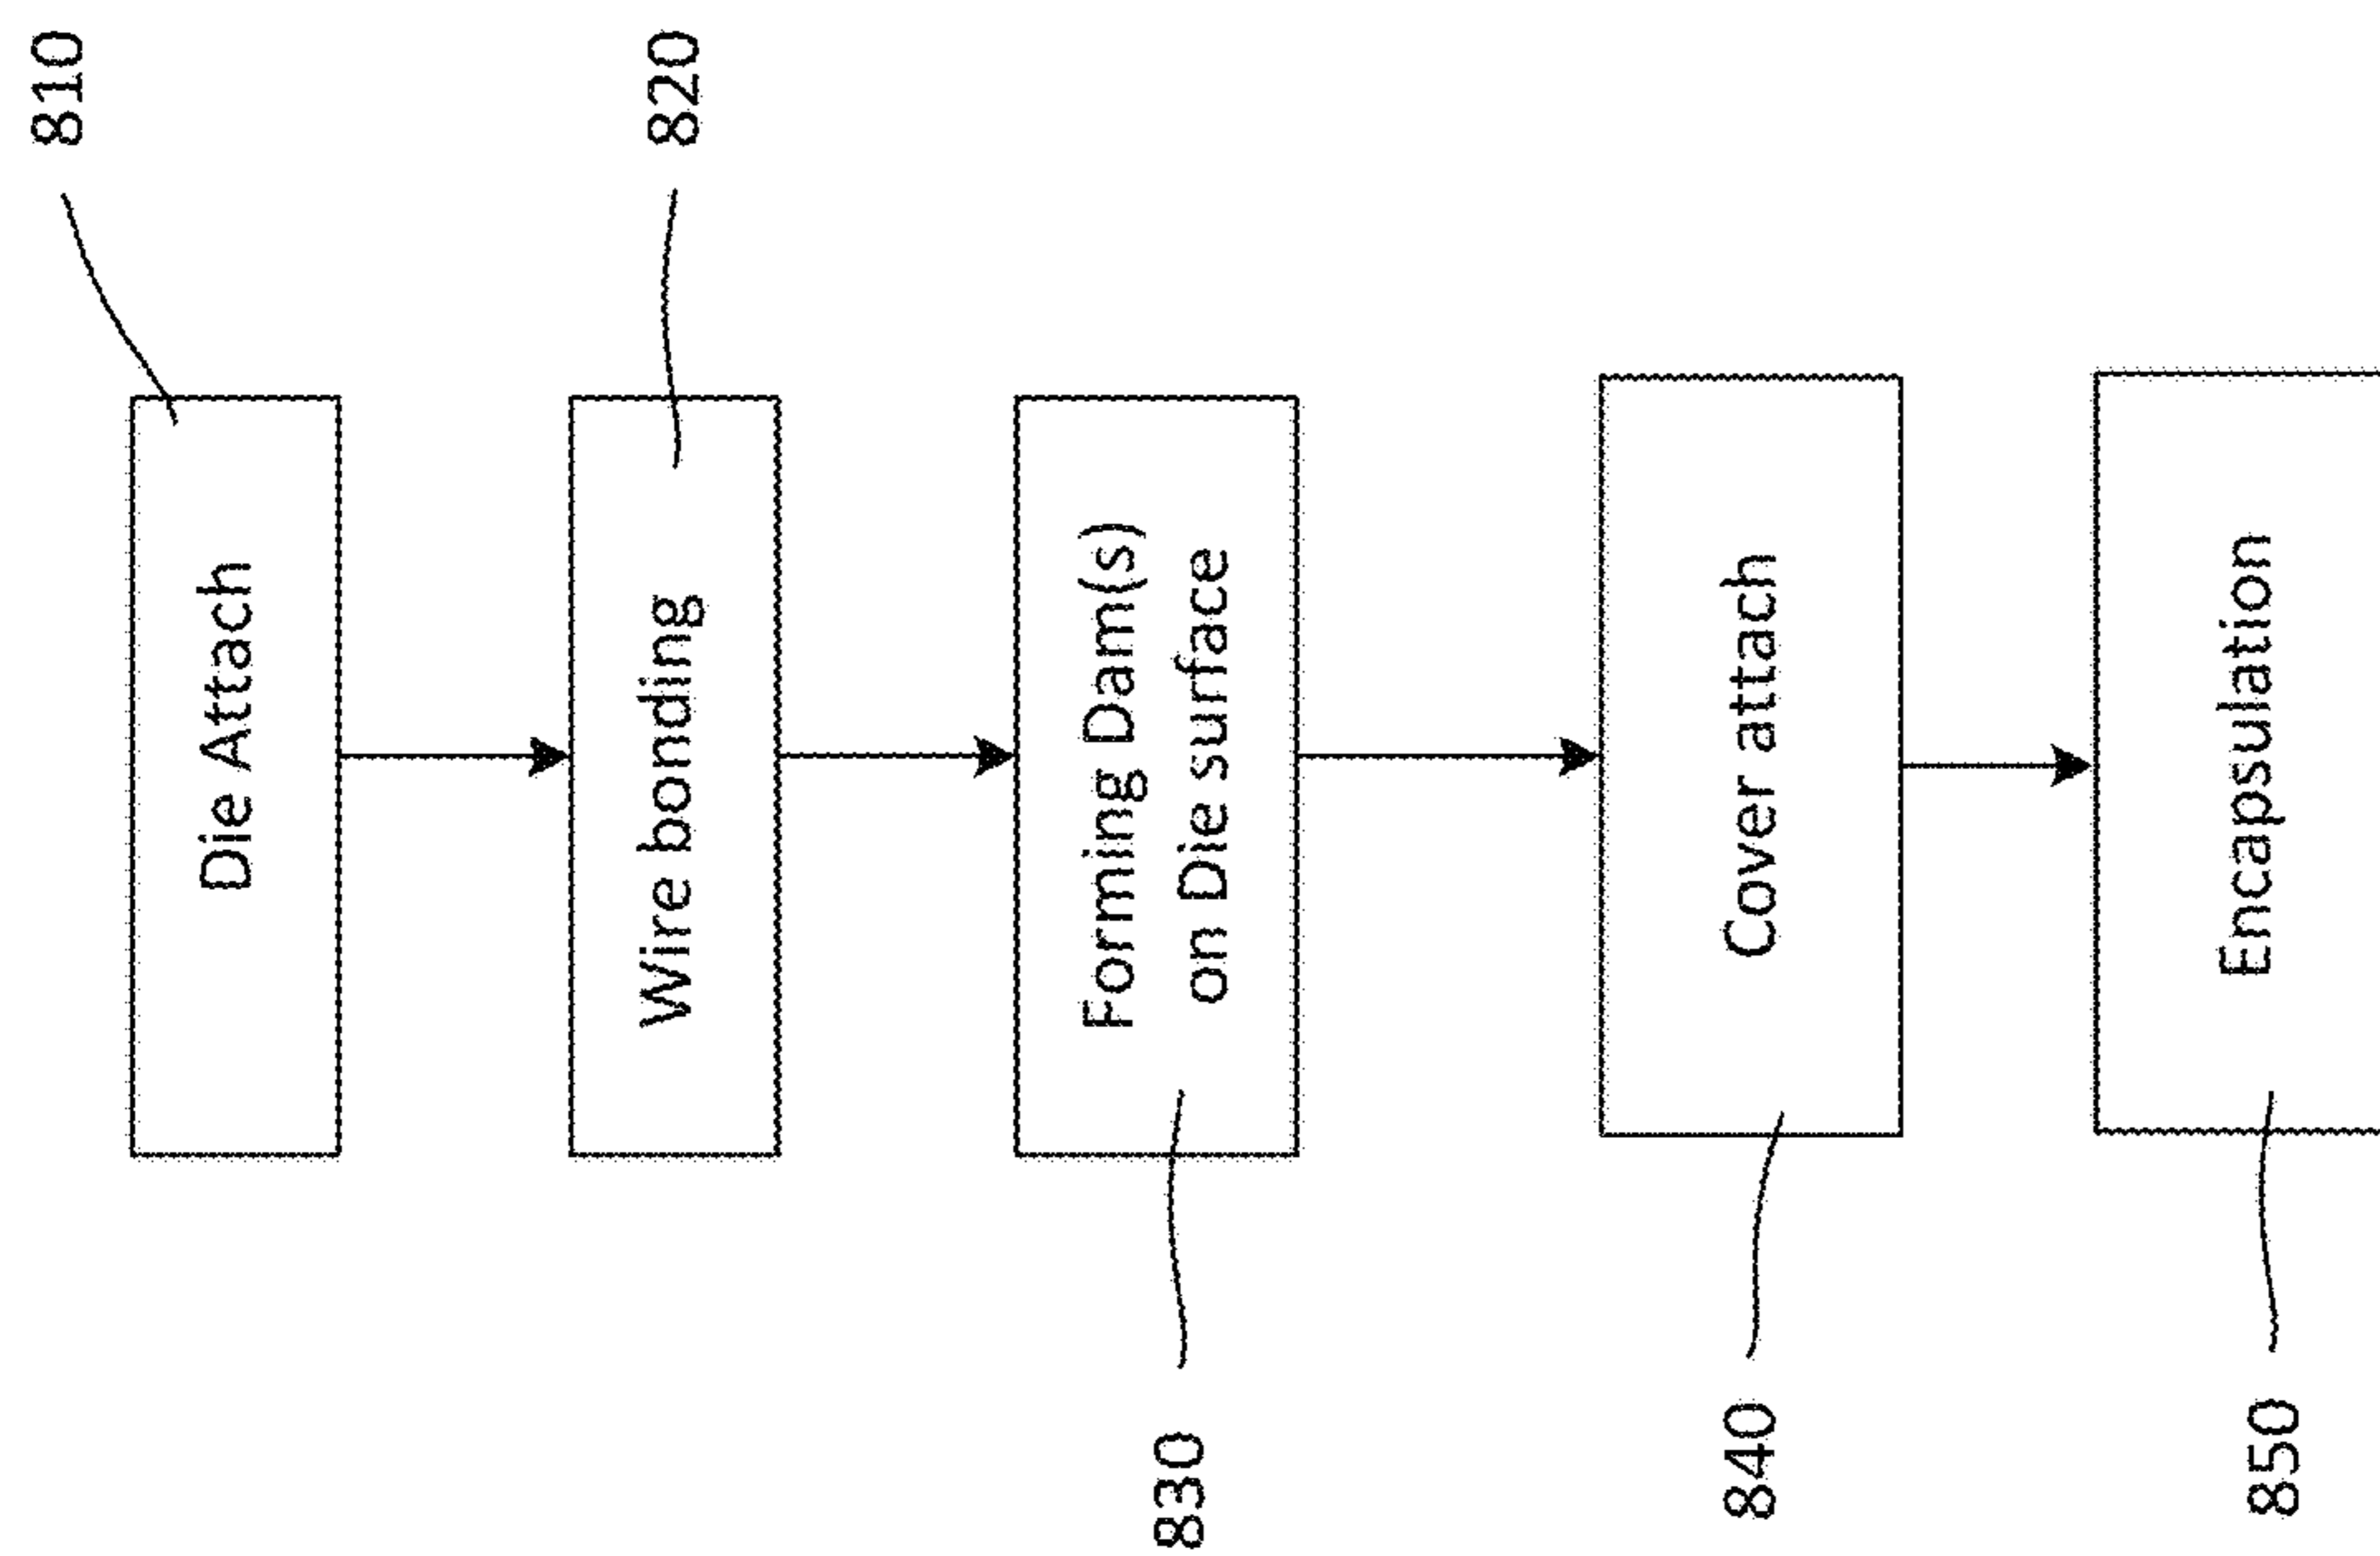 810
Die Attach
820
Wire bonding
Forming Dam(s)
on Die surface
830
Cover attach
840
Encapsulation
850